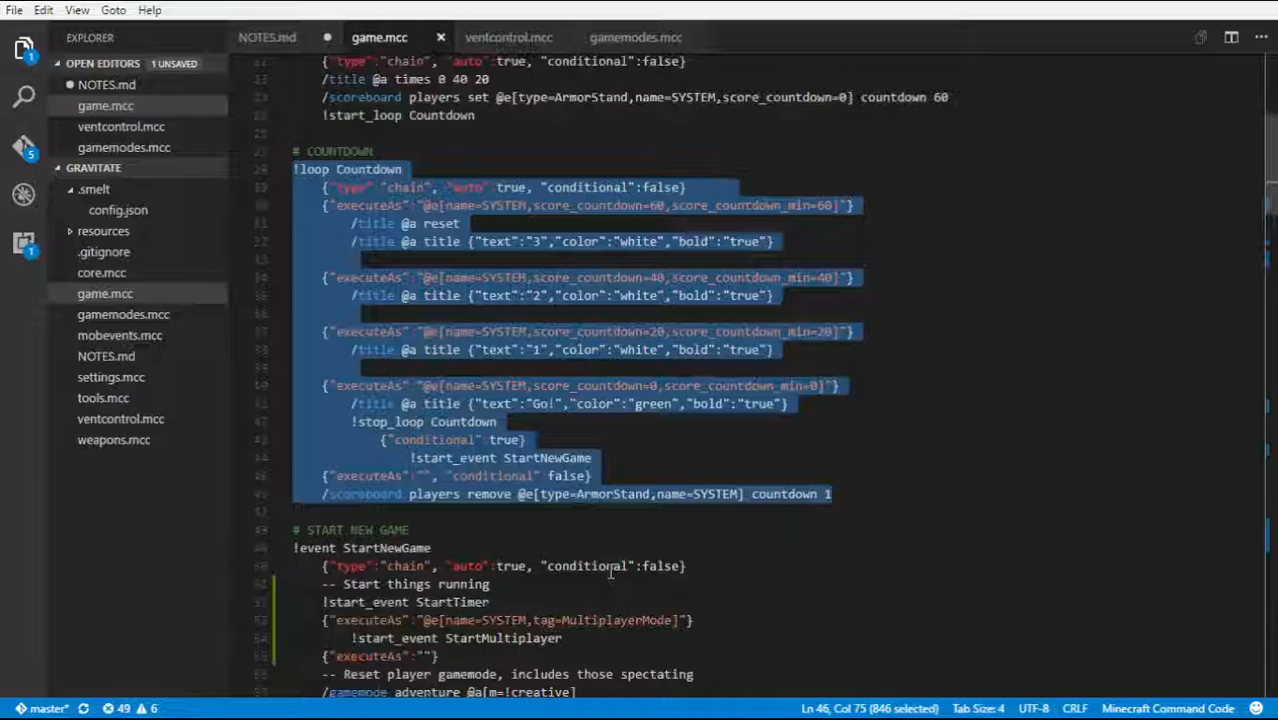 File Edit View Goto Help
EXPLORER
OPEN EDITORS 1 UNSAVED
NOTES.md
game.mcc
ventcontrol.mcc
gamemodes.mcc
GRAVITATE
.smelt
config.json
resources
.gitignore
core.mcc
game.mcc
gamemodes.mcc
mobevents.mcc
NOTES.md
settings.mcc
tools.mcc
ventcontrol.mcc
weapons.mcc
NOTES.md game.mcc ventcontrol.mcc gamemodes.mcc
{"type":"chain", "auto":true, "conditional":false}
/title @a times 0 40 20
/scoreboard players set @e[type=ArmorStand,name=SYSTEM,score_countdown=0] countdown 60
!start_loop Countdown
# COUNTDOWN
!loop Countdown
{"type":"chain", "auto":true, "conditional":false}
{"executeAs":"@e[name=SYSTEM,score_countdown=60,score_countdown_min=60]"}
/title @a reset
/title @a title {"text":"3","color":"white","bold":"true"}
{"executeAs":"@e[name=SYSTEM,score_countdown=40,score_countdown_min=40]"}
/title @a title {"text":"2","color":"white","bold":"true"}
{"executeAs":"@e[name=SYSTEM,score_countdown=20,score_countdown_min=20]"}
/title @a title {"text":"1","color":"white","bold":"true"}
{"executeAs":"@e[name=SYSTEM,score_countdown=0,score_countdown_min=0]"}
/title @a title {"text":"Go!","color":"green","bold":"true"}
!stop_loop Countdown
{"conditional":true}
!start_event StartNewGame
{"executeAs":"", "conditional":false}
/scoreboard players remove @e[type=ArmorStand,name=SYSTEM] countdown 1
# START NEW GAME
!event StartNewGame
{"type":"chain", "auto":true, "conditional":false}
-- Start things running
!start_event StartTimer
{"executeAs":"@e[name=SYSTEM,tag=MultiplayerMode]"}
!start_event StartMultiplayer
{"executeAs":""}
-- Reset player gamemode, includes those spectating
/gamemode adventure @a[m=!creative]
master* 49 6 Ln 46, Col 75 (846 selected) Tab Size: 4 UTF-8 CRLF Minecraft Command Code